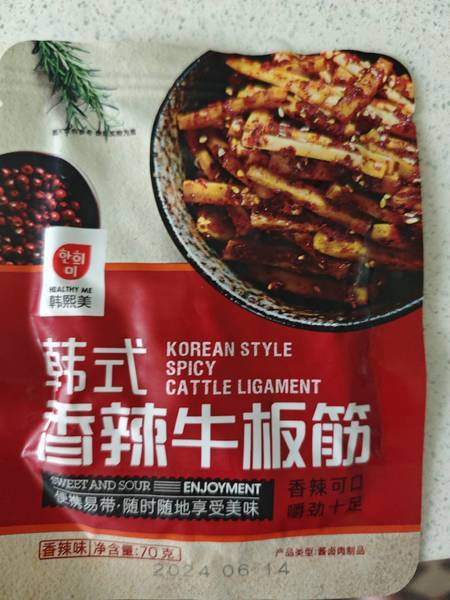 한희
미
HEALTHY ME
韩熙美
韩式
KOREAN STYLE
SPICY
CATTLE LIGAMENT
香辣牛板筋
SWEET AND SOUR ENJOYMENT
便携易带·随时随地享受美味
香辣可口
嚼劲十足
香辣味 净含量:70克
产品类型:酱卤肉制品
2024 06 14